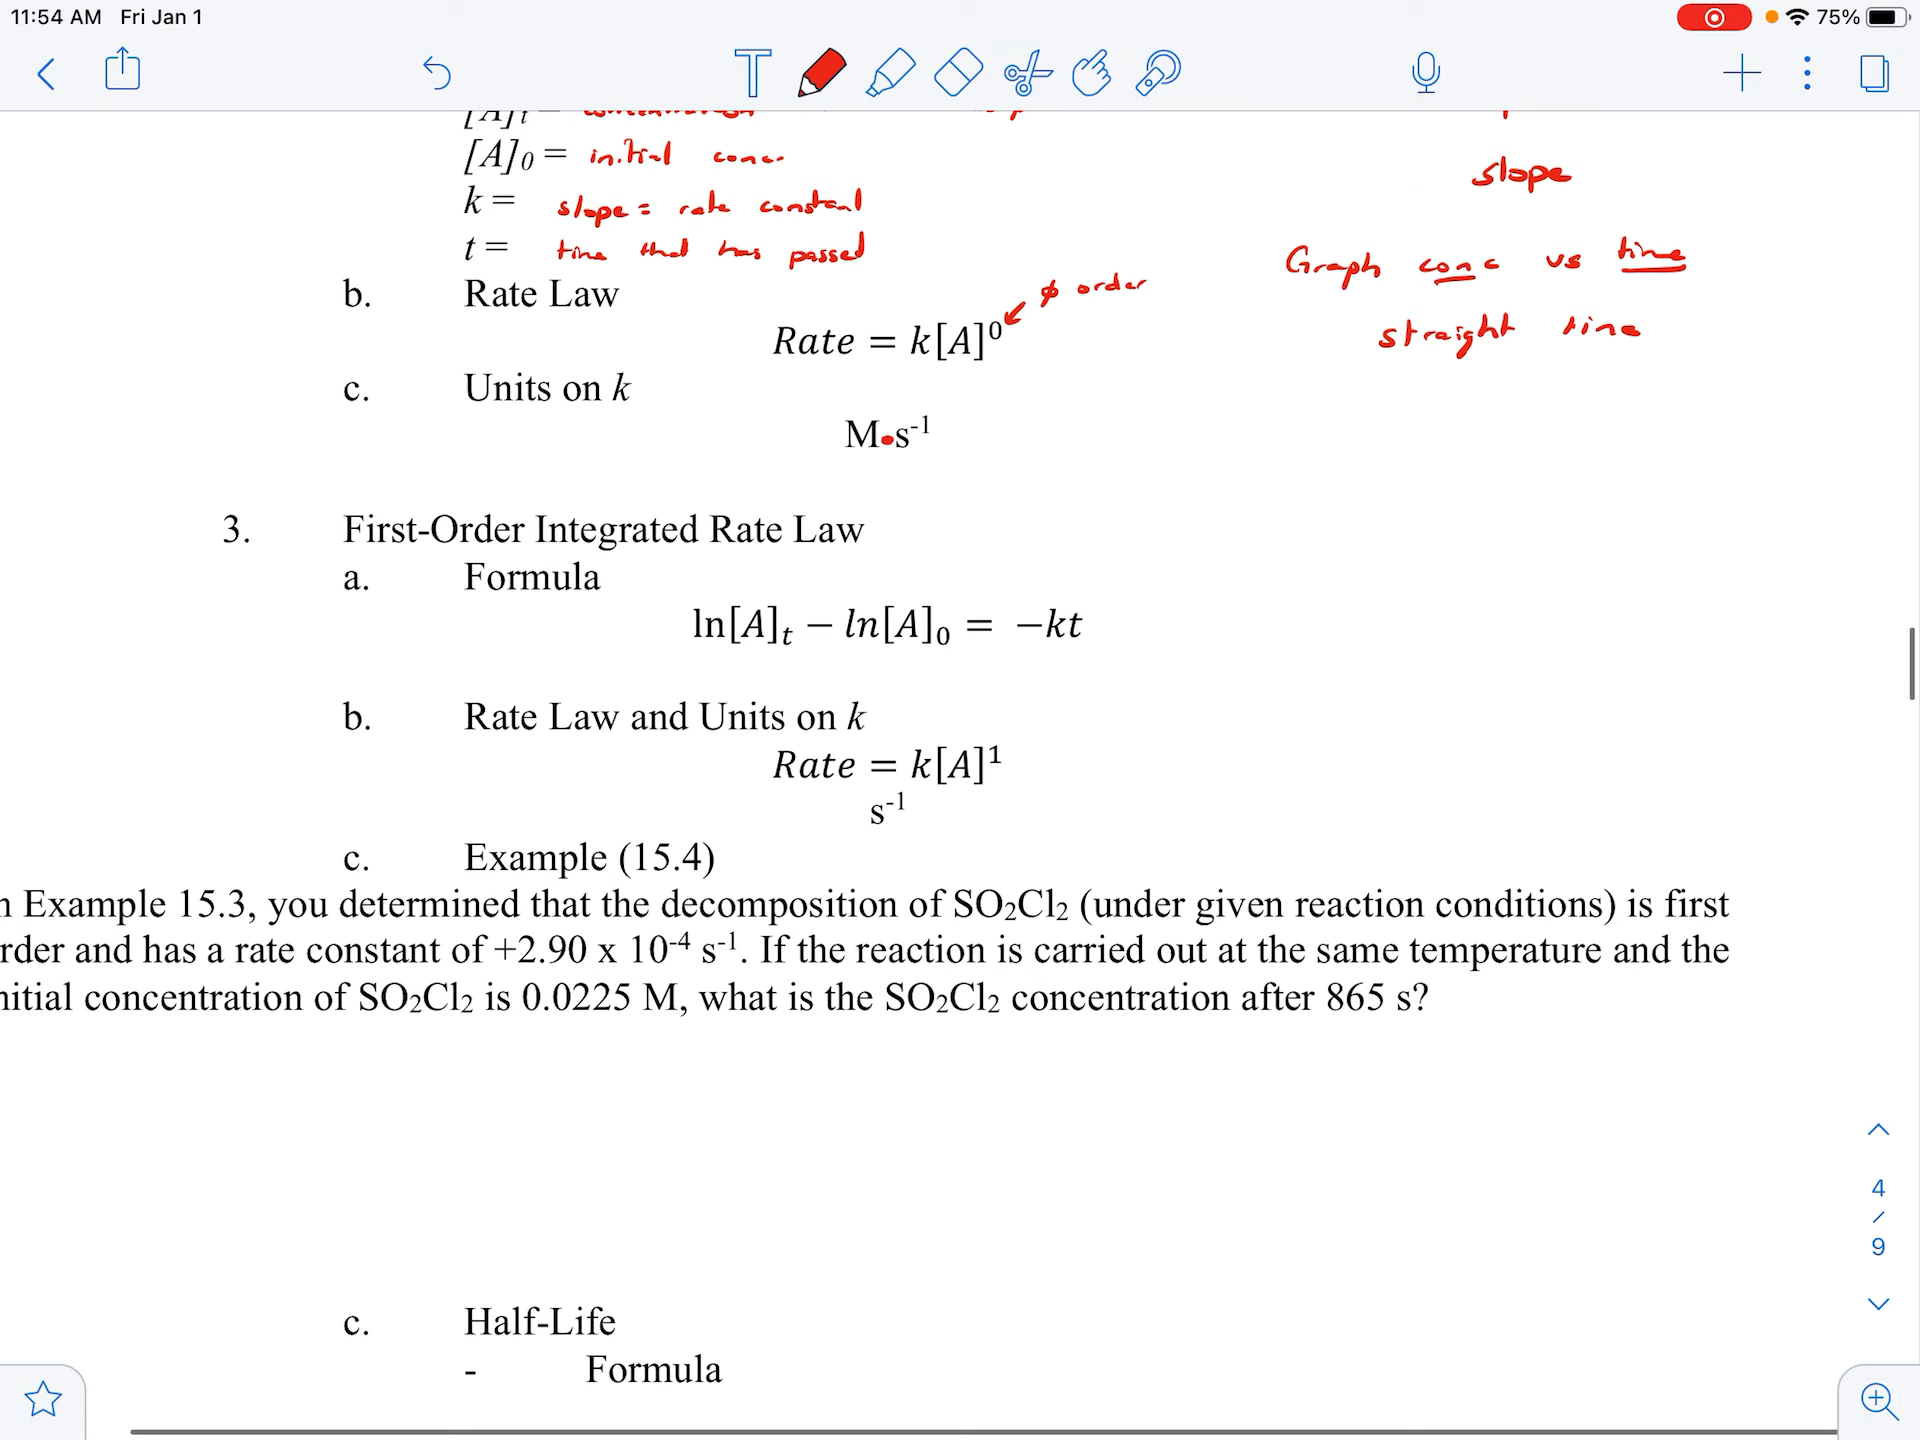 11:54 AM Fri Jan 1
75%
[A]t =
[A]0 = initial conc.
slope
k = slope = rate constant
t = time that has passed
Graph conc vs time
b. Rate Law
ϕ order
Rate = k[A]⁰
straight line
c. Units on k
M•s⁻¹
3. First-Order Integrated Rate Law
a. Formula
ln[A]ₜ − ln[A]₀ = −kt
b. Rate Law and Units on k
Rate = k[A]¹
s⁻¹
c. Example (15.4)
n Example 15.3, you determined that the decomposition of SO₂Cl₂ (under given reaction conditions) is first
rder and has a rate constant of +2.90 x 10⁻⁴ s⁻¹. If the reaction is carried out at the same temperature and the
nitial concentration of SO₂Cl₂ is 0.0225 M, what is the SO₂Cl₂ concentration after 865 s?
4
/
9
c. Half-Life
- Formula